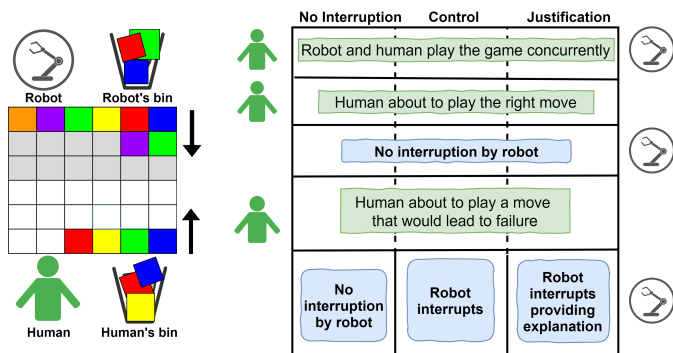 No Interruption Control Justification
Robot and human play the game concurrently
Robot Robot's bin
Human about to play the right move
No interruption by robot
Human about to play a move
that would lead to failure
No
interruption
by robot
Robot
interrupts
Robot
interrupts
providing
explanation
Human Human's bin